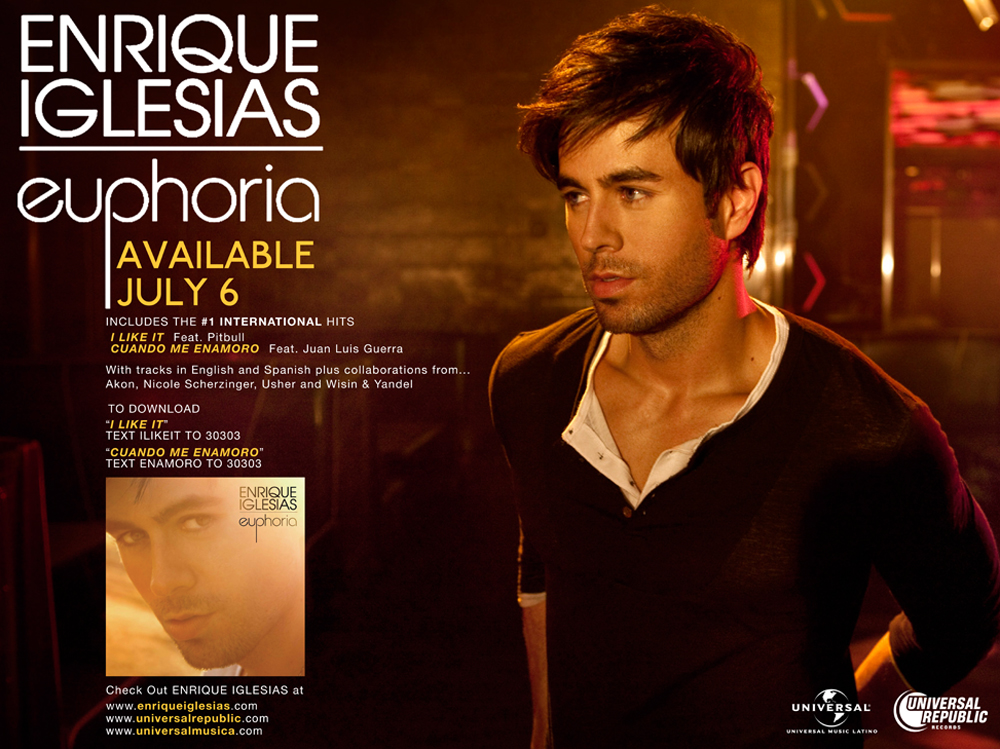 ENRIQUE
IGLESIAS
euphoria
AVAILABLE
JULY 6
INCLUDES THE #1 INTERNATIONAL HITS
I LIKE IT Feat. Pitbull
CUANDO ME ENAMORO Feat. Juan Luis Guerra
With tracks in English and Spanish plus collaborations from...
Akon, Nicole Scherzinger, Usher and Wisin & Yandel
TO DOWNLOAD
“I LIKE IT”
TEXT ILIKEIT TO 30303
“CUANDO ME ENAMORO”
TEXT ENAMORO TO 30303
ENRIQUE
IGLESIAS
euphoria
Check Out ENRIQUE IGLESIAS at
www.enriqueiglesias.com
www.universalrepublic.com
www.universalmusica.com
UNIVERSAL
UNIVERSAL MUSIC LATINO
UNIVERSAL
REPUBLIC
RECORDS